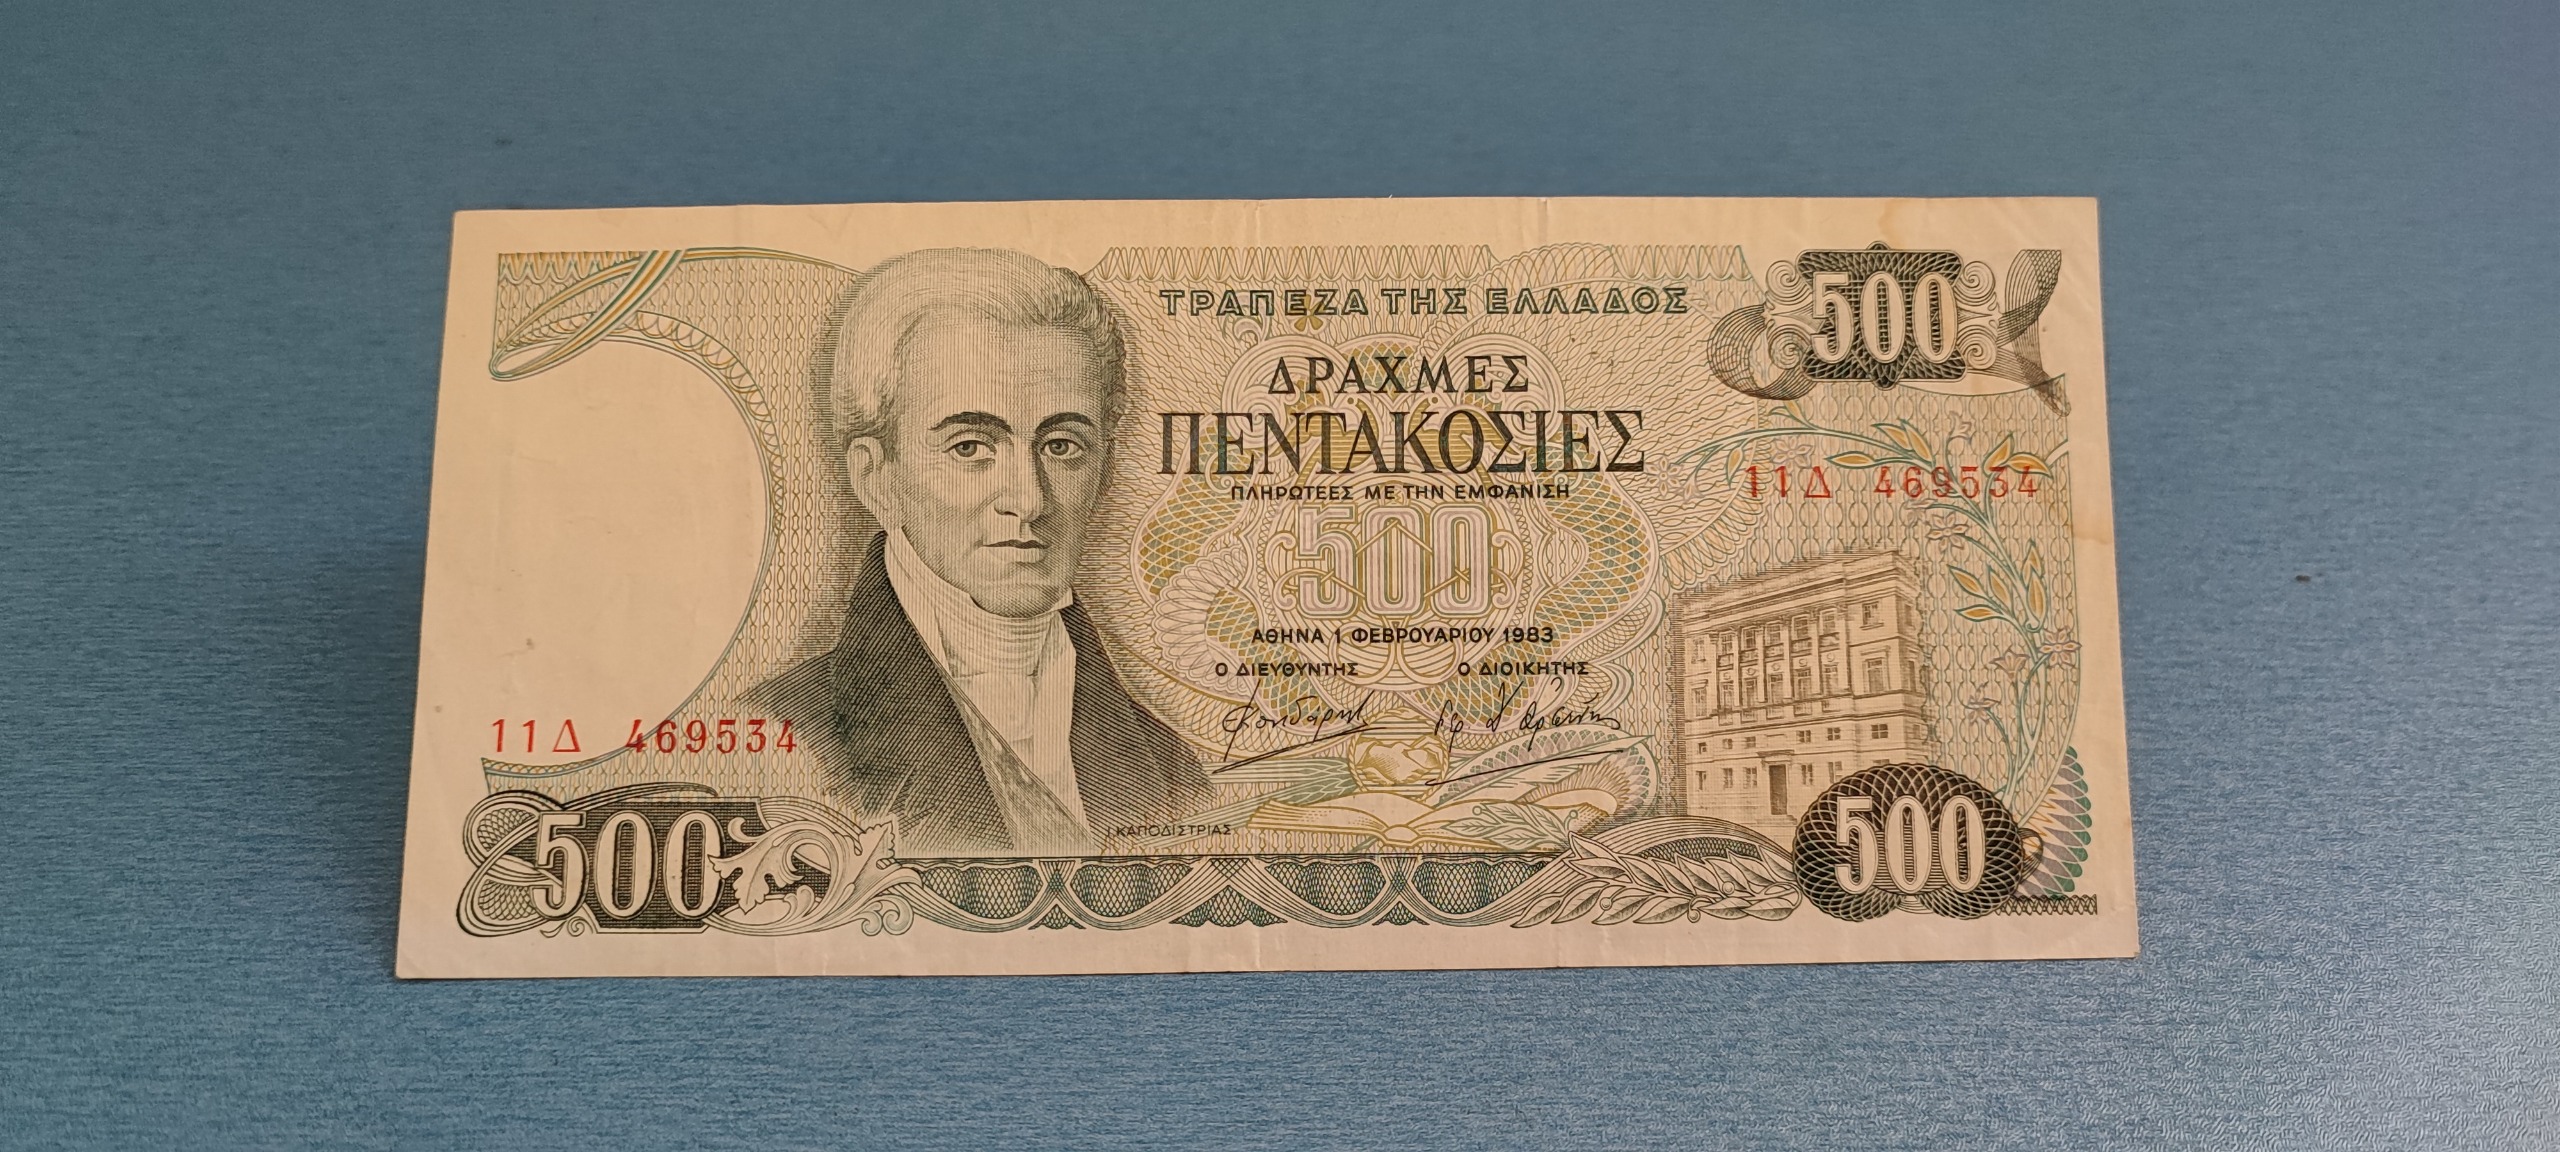 ΤΡΑΠΕΖΑ ΤΗΣ ΕΛΛΑΔΟΣ
500
ΔΡΑΧΜΕΣ
ΠΕΝΤΑΚΟΣΙΕΣ
ΠΛΗΡΩΤΕΕΣ ΜΕ ΤΗΝ ΕΜΦΑΝΙΣΗ
11Δ 469534
500
ΑΘΗΝΑ 1 ΦΕΒΡΟΥΑΡΙΟΥ 1983
Ο ΔΙΕΥΘΥΝΤΗΣ Ο ΔΙΟΙΚΗΤΗΣ
11Δ 469534
Ι. ΚΑΠΟΔΙΣΤΡΙΑΣ
500
500